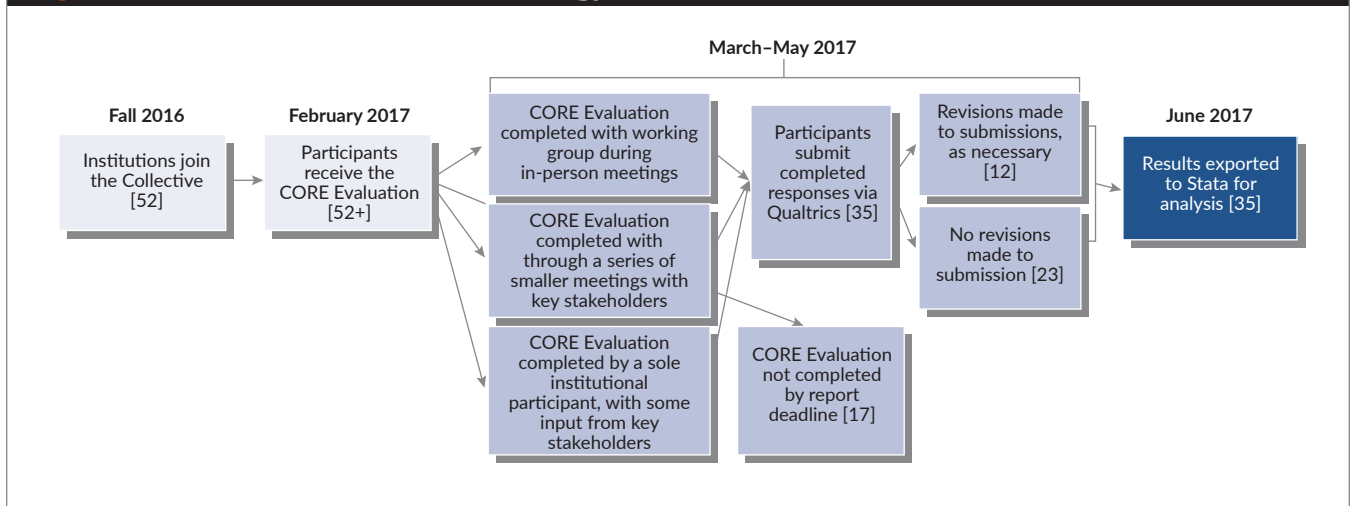 March–May 2017
Fall 2016
Institutions join
the Collective
[52]
February 2017
Participants
receive the
CORE Evaluation
[52+]
CORE Evaluation
completed with working
group during
in-person meetings
CORE Evaluation
completed with
through a series of
smaller meetings with
key stakeholders
CORE Evaluation
completed by a sole
institutional
participant, with some
input from key
stakeholders
Participants
submit
completed
responses via
Qualtrics [35]
CORE Evaluation
not completed
by report
deadline [17]
Revisions made
to submissions,
as necessary
[12]
No revisions
made to
submission [23]
June 2017
Results exported
to Stata for
analysis [35]